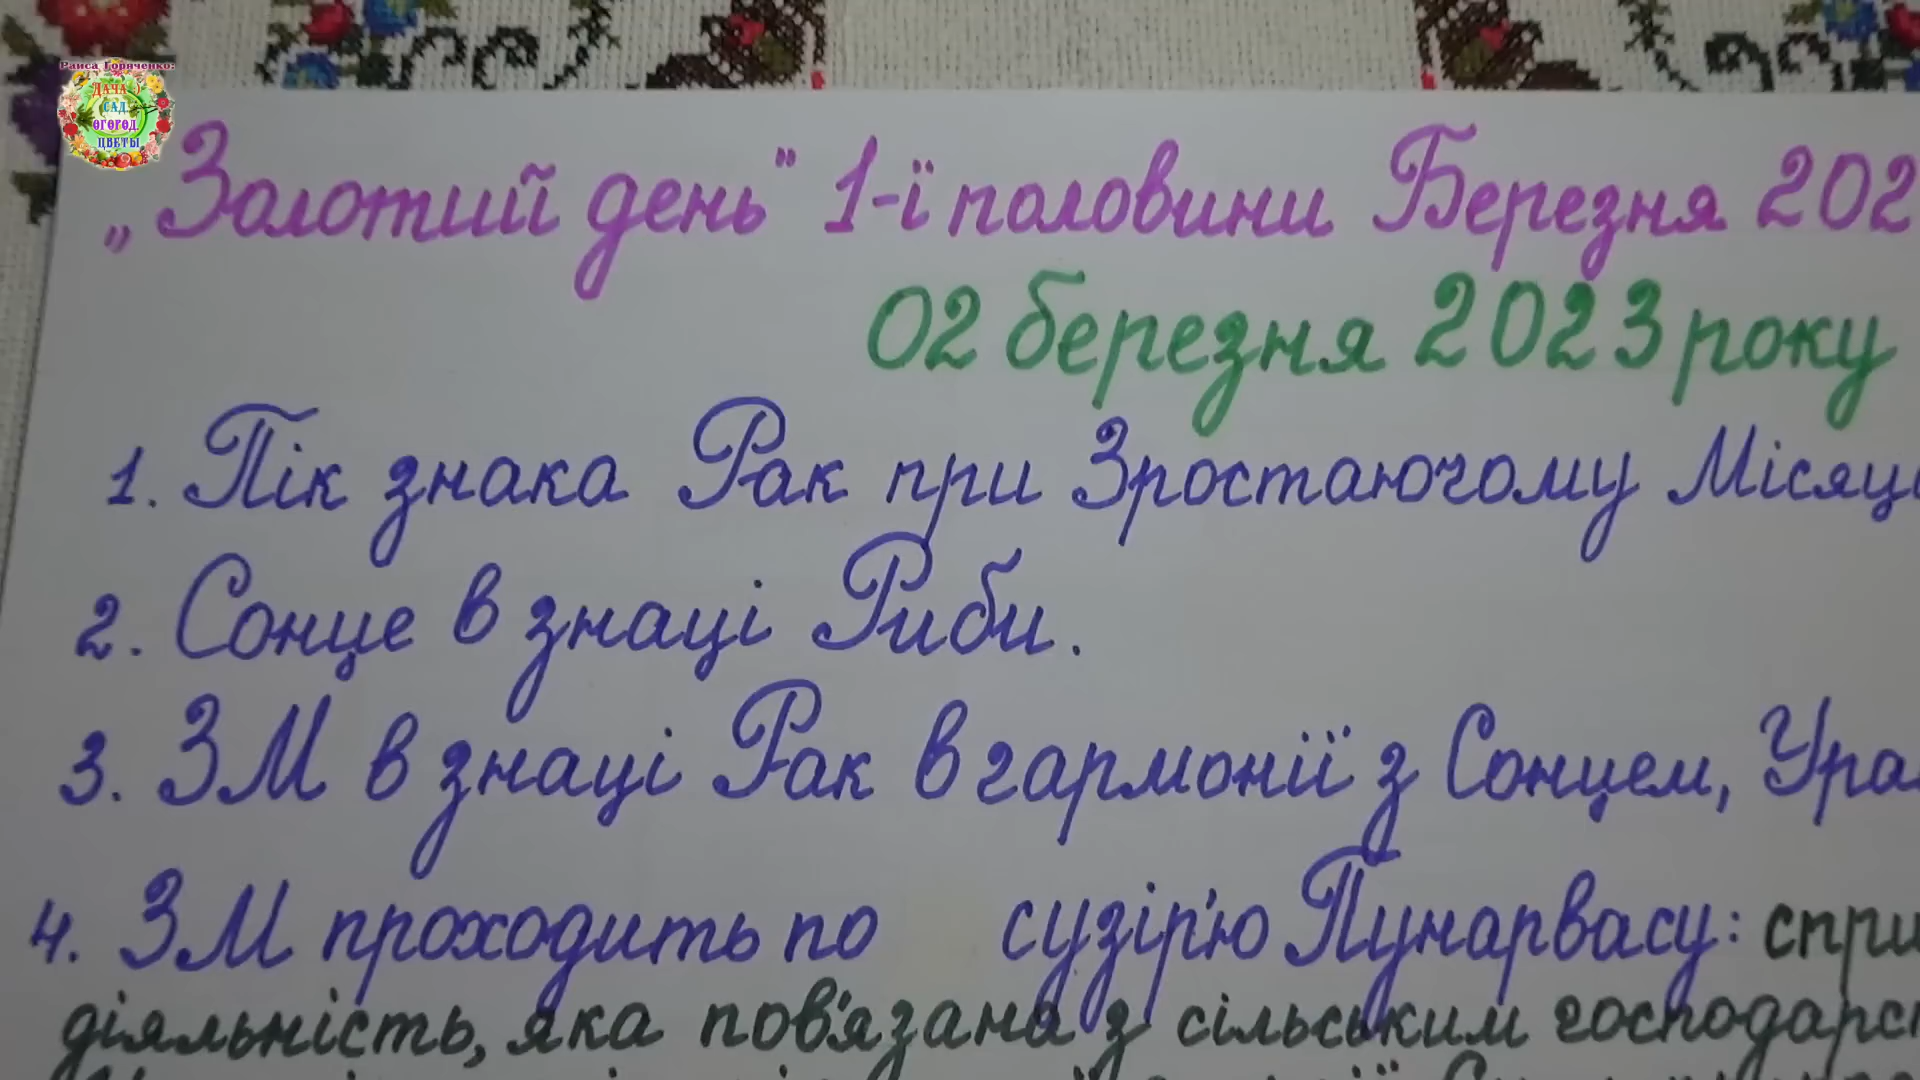 Раиса Горяченко:
ДАЧА
САД.
ОГОРОД.
ЦВЕТЫ
„Золотий день" 1-ї половини Березня 202
02 березня 2023 року
1. Пік знака Рак при Зростаючому Місяці
2. Сонце в знаці Риби.
3. ЗМ в знаці Рак в гармонії з Сонцем, Ура
4. ЗМ проходить по сузір'ю Пунарвасу: спри
діяльність, яка пов'язана з сільським господарс